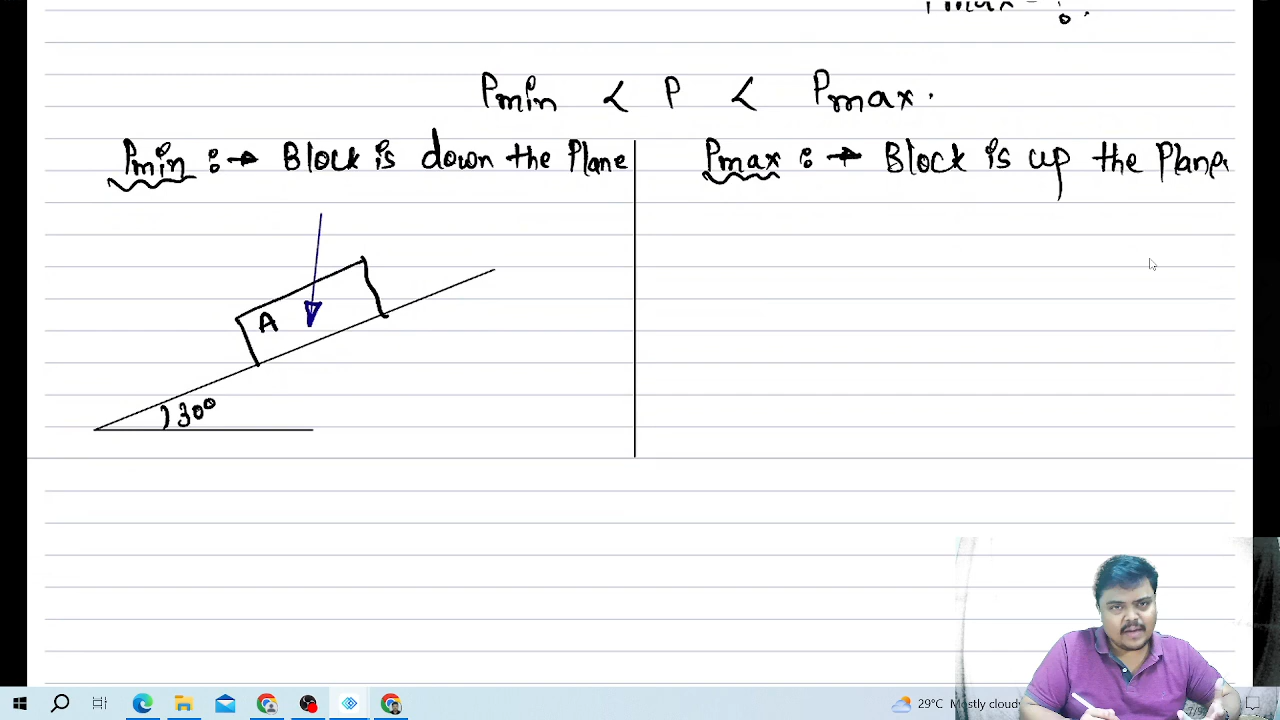 Pmin < P < Pmax.
Pmin :→ Block is down the Plane
Pmax :→ Block is up the Plane
A
30°
29°C Mostly cloudy